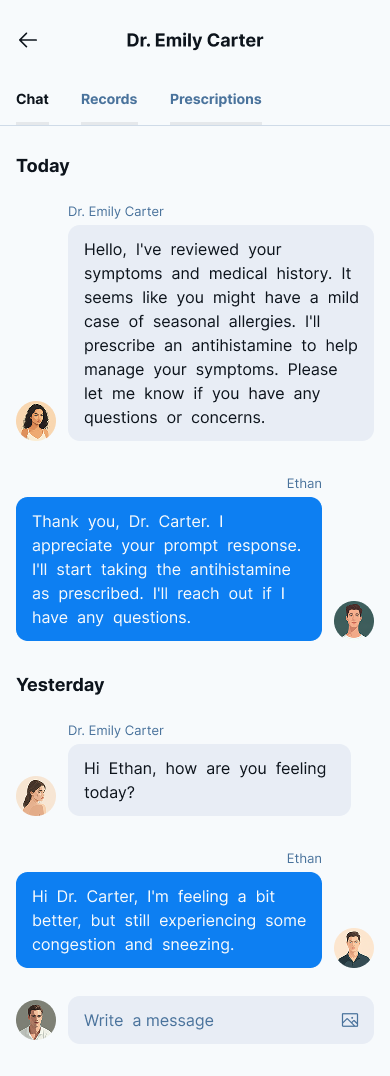 Dr. Emily Carter
Chat Records Prescriptions
Today
Dr. Emily Carter
Hello, I've reviewed your
symptoms and medical history. It
seems like you might have a mild
case of seasonal allergies. I'll
prescribe an antihistamine to help
manage your symptoms. Please
let me know if you have any
questions or concerns.
Ethan
Thank you, Dr. Carter. I
appreciate your prompt response.
I'll start taking the antihistamine
as prescribed. I'll reach out if I
have any questions.
Yesterday
Dr. Emily Carter
Hi Ethan, how are you feeling
today?
Ethan
Hi Dr. Carter, I'm feeling a bit
better, but still experiencing some
congestion and sneezing.
Write a message